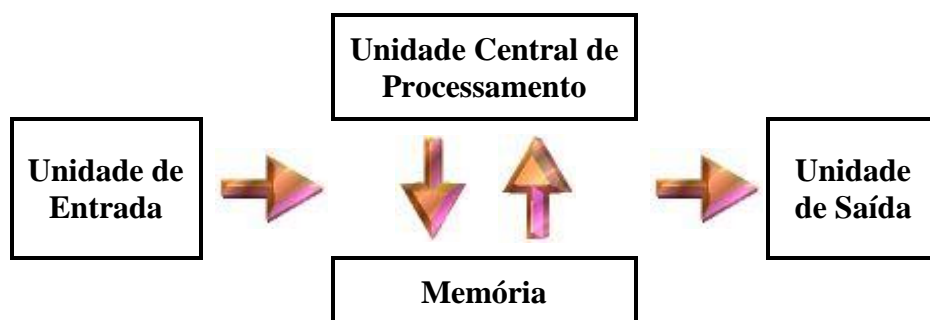 Unidade Central de
Processamento
Unidade de
Entrada
Unidade
de Saída
Memória